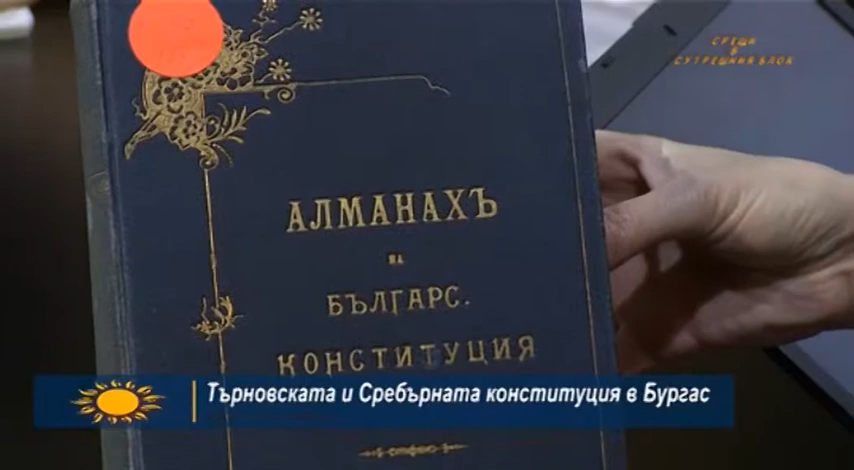 СРЕЩИ
В
СУТРЕШНИЯ БЛОК
АЛМАНАХЪ
НА
БЪЛГАРС.
КОНСТИТУЦИЯ
Търновската и Сребърната конституция в Бургас